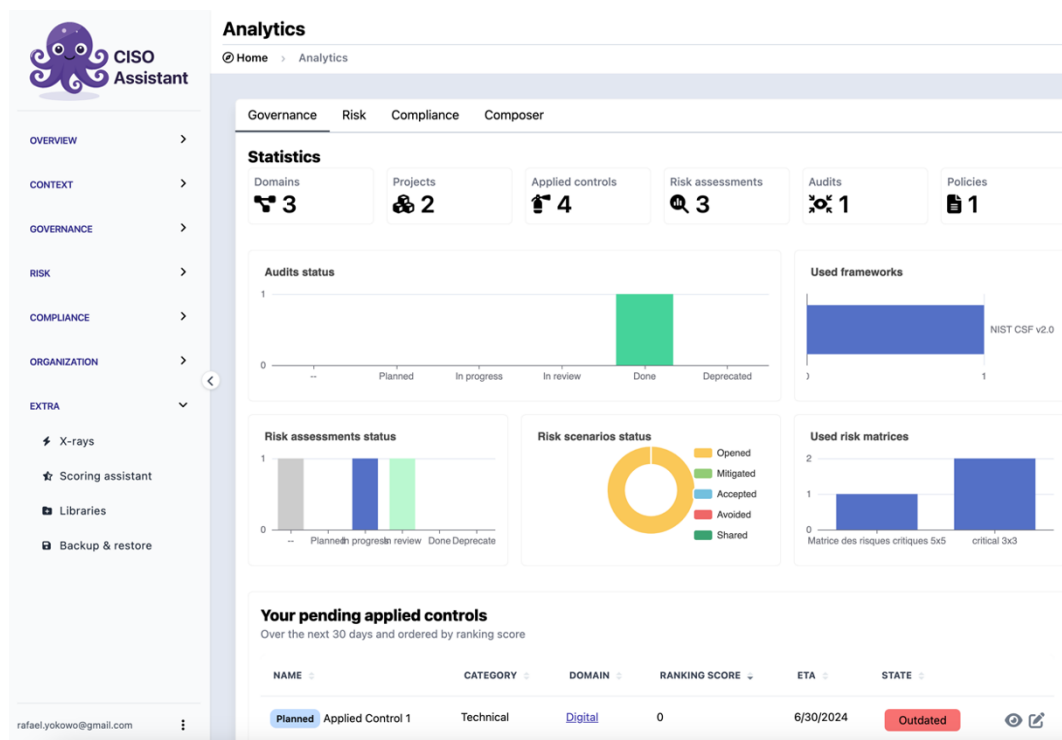 CISO
Assistant
OVERVIEW
CONTEXT
GOVERNANCE
RISK
COMPLIANCE
ORGANIZATION
EXTRA
X-rays
Scoring assistant
Libraries
Backup & restore
rafael.yokowo@gmail.com
Analytics
Home > Analytics
Governance Risk Compliance Composer
Statistics
Domains
3
Projects
2
Applied controls
4
Risk assessments
3
Audits
1
Policies
1
Audits status
1
0
-- Planned In progress In review Done Deprecated
Used frameworks
NIST CSF v2.0
0 1
Risk assessments status
1
0
-- Planned In progress In review Done Deprecate
Risk scenarios status
Opened
Mitigated
Accepted
Avoided
Shared
Used risk matrices
2
1
0
Matrice des risques critiques 5x5 critical 3x3
Your pending applied controls
Over the next 30 days and ordered by ranking score
NAME CATEGORY DOMAIN RANKING SCORE ETA STATE
Planned Applied Control 1 Technical Digital 0 6/30/2024 Outdated